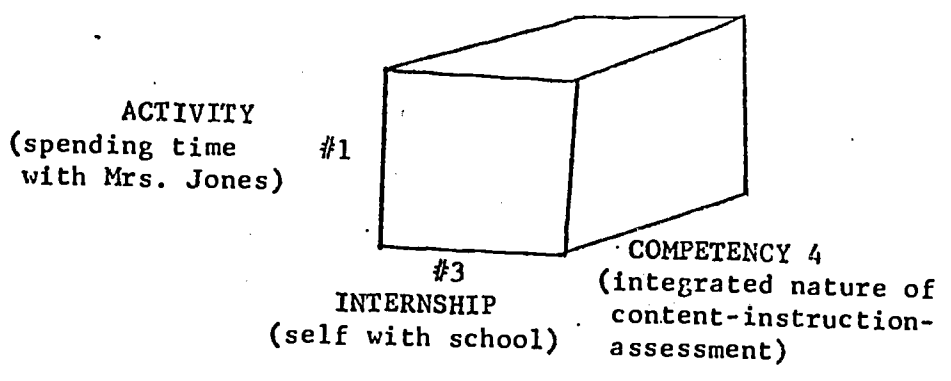 ACTIVITY
(spending time
with Mrs. Jones)
#1
#3
INTERNSHIP
(self with school)
COMPETENCY 4
(integrated nature of
content-instruction-
assessment)